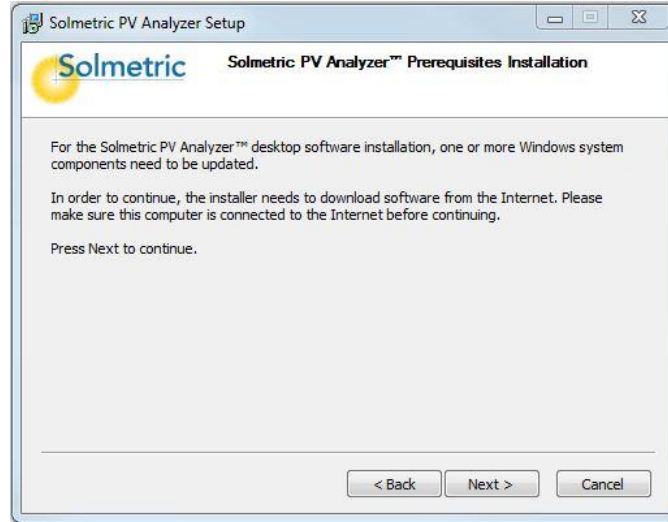 Solmetric PV Analyzer Setup
Solmetric
Solmetric PV Analyzer™ Prerequisites Installation
For the Solmetric PV Analyzer™ desktop software installation, one or more Windows system
components need to be updated.
In order to continue, the installer needs to download software from the Internet. Please
make sure this computer is connected to the Internet before continuing.
Press Next to continue.
< Back
Next >
Cancel